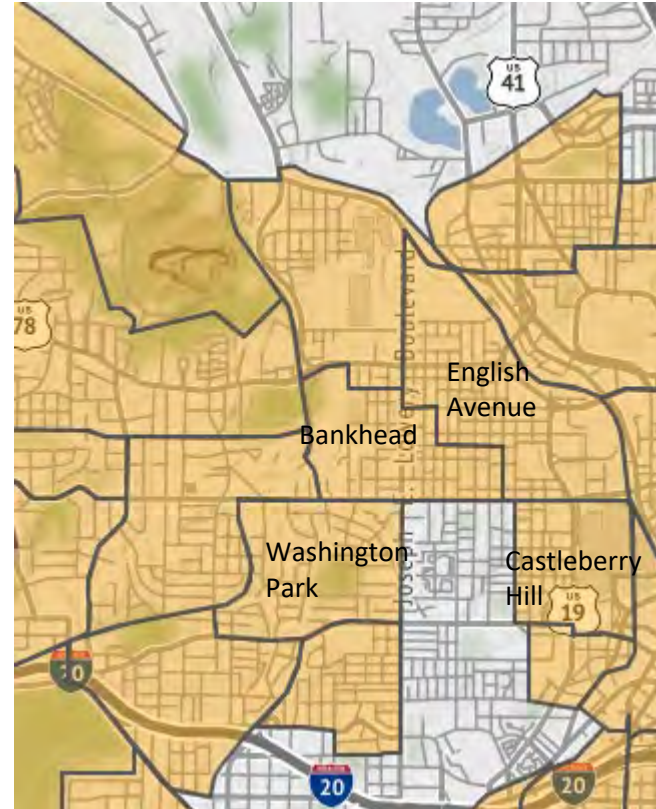 US
41
US
78
English
Avenue
Bankhead
Joseph E. Lowery Boulevard
Washington
Park
Castleberry
Hill
US
19
20
20
20